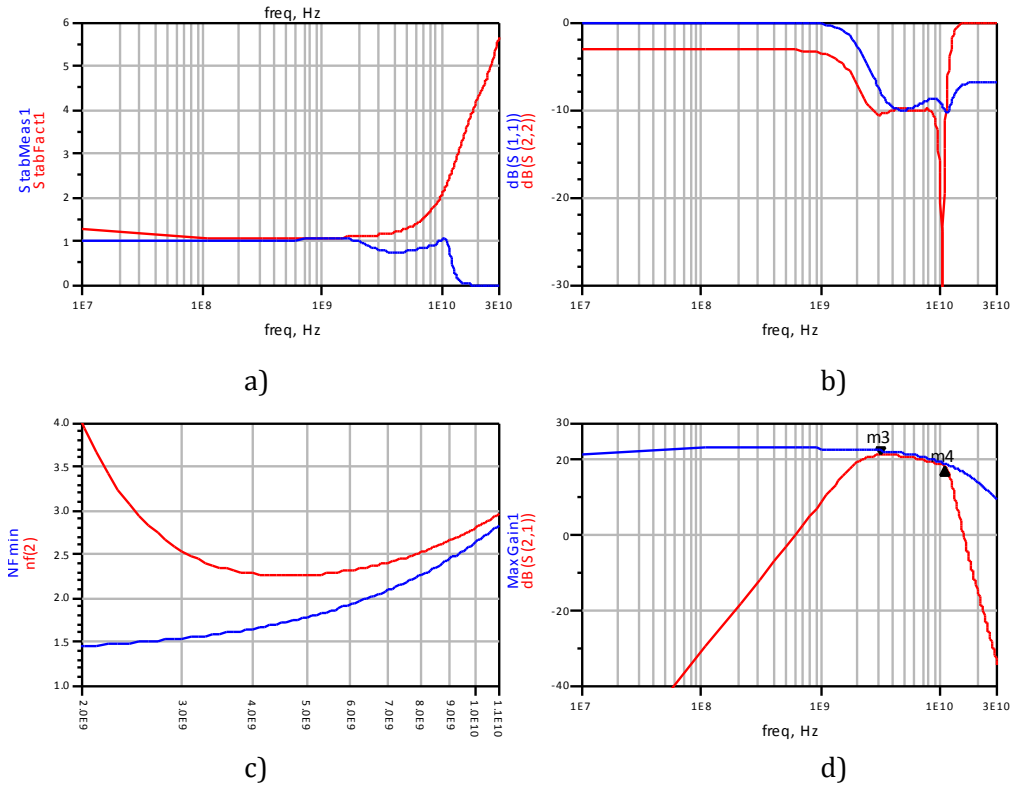 freq, Hz
6
5
4
3
2
1
0
StabMeas1
StabFact1
1E7
1E8
1E9
1E10
3E10
freq, Hz
a)
0
-10
-20
-30
dB(S(1,1))
dB(S(2,2))
1E7
1E8
1E9
1E10
3E10
freq, Hz
b)
4.0
3.5
3.0
2.5
2.0
1.5
1.0
NFmin
nf(2)
2.0E9
3.0E9
4.0E9
5.0E9
6.0E9
7.0E9
8.0E9
9.0E9
1.0E10
1.1E10
c)
30
20
0
-20
-40
MaxGain1
dB(S(2,1))
m3
m4
1E7
1E8
1E9
1E10
3E10
freq, Hz
d)